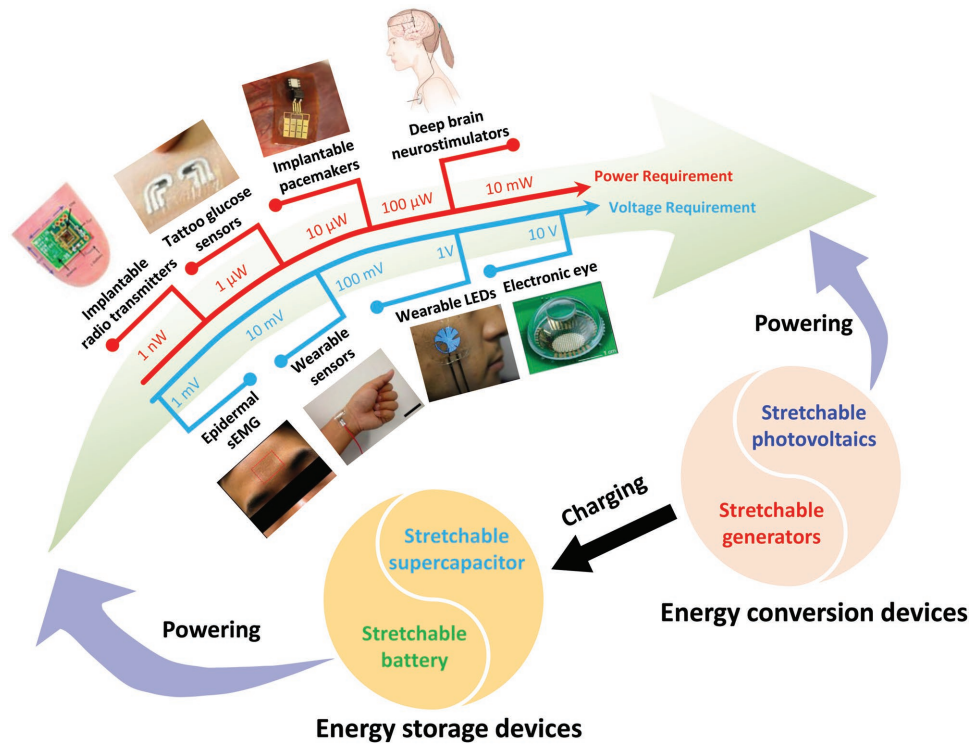 Deep brain
neurostimulators
Implantable
pacemakers
Tattoo glucose
sensors
Implantable
radio transmitters
1 nW
1 μW
10 μW
100 μW
10 mW
Power Requirement
Voltage Requirement
1 mV
10 mV
100 mV
1V
10 V
Epidermal
sEMG
Wearable
sensors
Wearable LEDs
Electronic eye
1 cm
Powering
Stretchable
photovoltaics
Stretchable
generators
Energy conversion devices
Charging
Stretchable
supercapacitor
Stretchable
battery
Energy storage devices
Powering